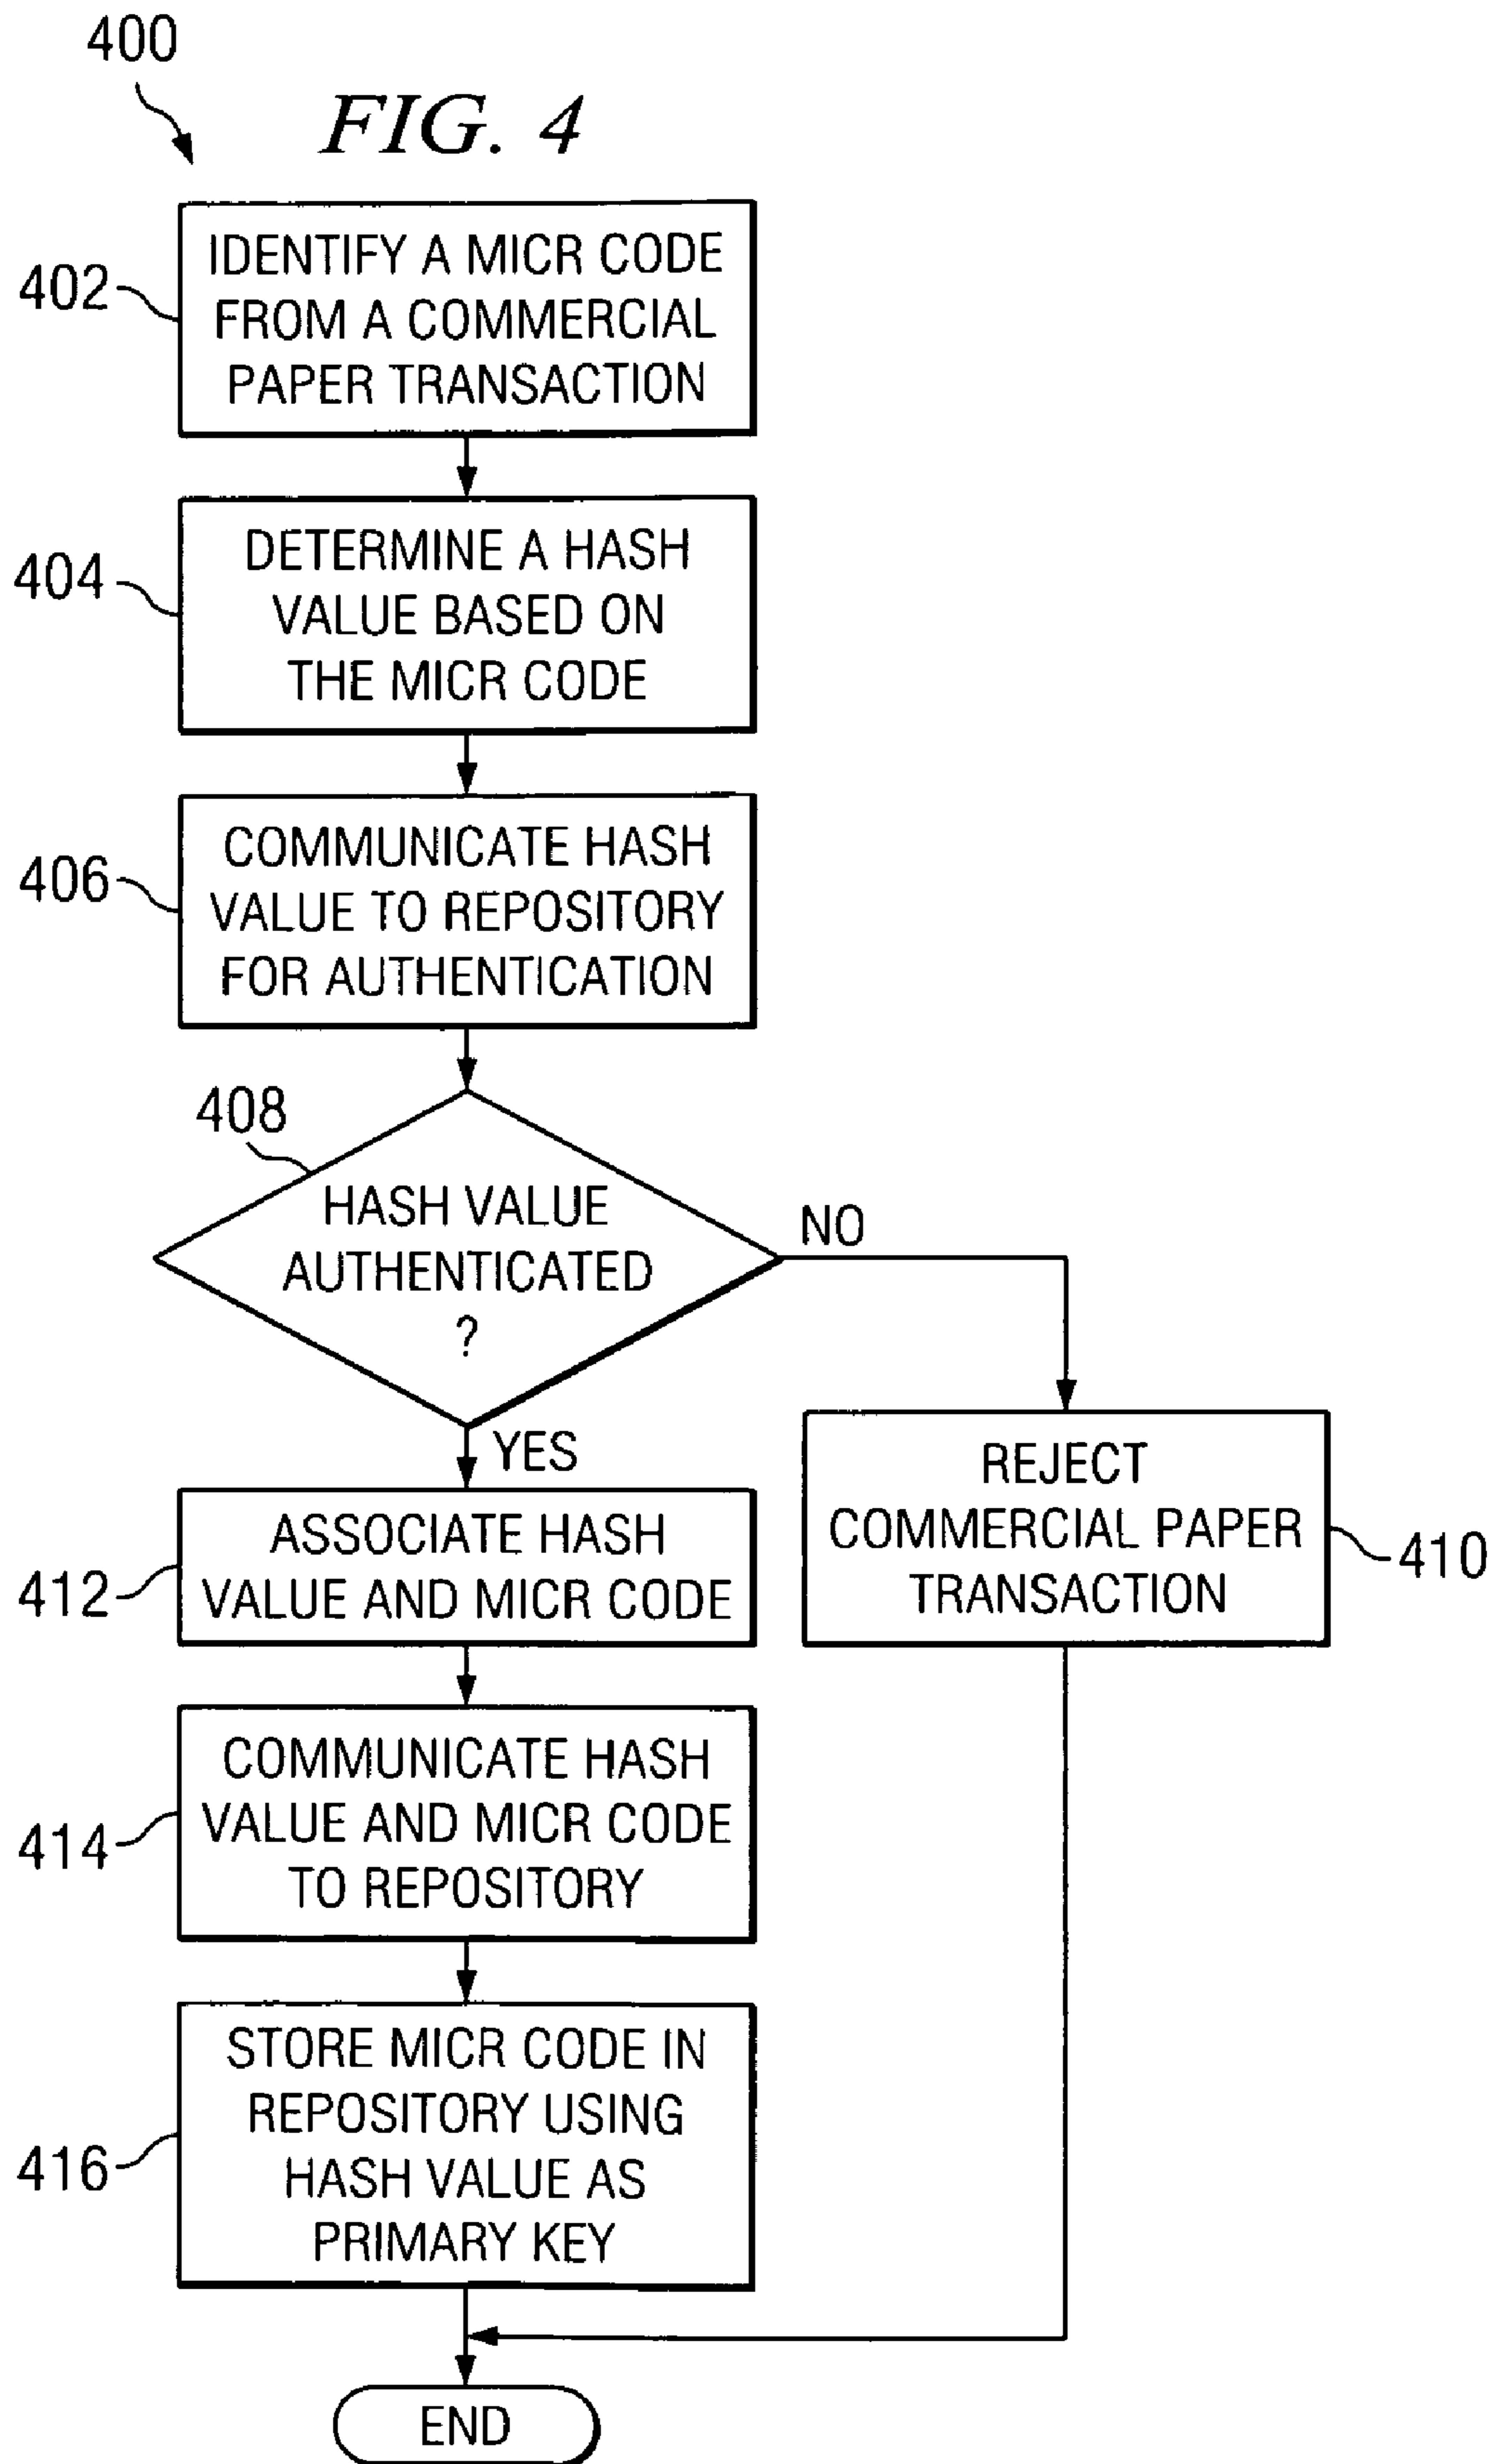 400
FIG. 4
402
IDENTIFY A MICR CODE
FROM A COMMERCIAL
PAPER TRANSACTION
404
DETERMINE A HASH
VALUE BASED ON
THE MICR CODE
406
COMMUNICATE HASH
VALUE TO REPOSITORY
FOR AUTHENTICATION
408
HASH VALUE
AUTHENTICATED
?
NO
YES
REJECT
COMMERCIAL PAPER
TRANSACTION
410
412
ASSOCIATE HASH
VALUE AND MICR CODE
414
COMMUNICATE HASH
VALUE AND MICR CODE
TO REPOSITORY
416
STORE MICR CODE IN
REPOSITORY USING
HASH VALUE AS
PRIMARY KEY
END